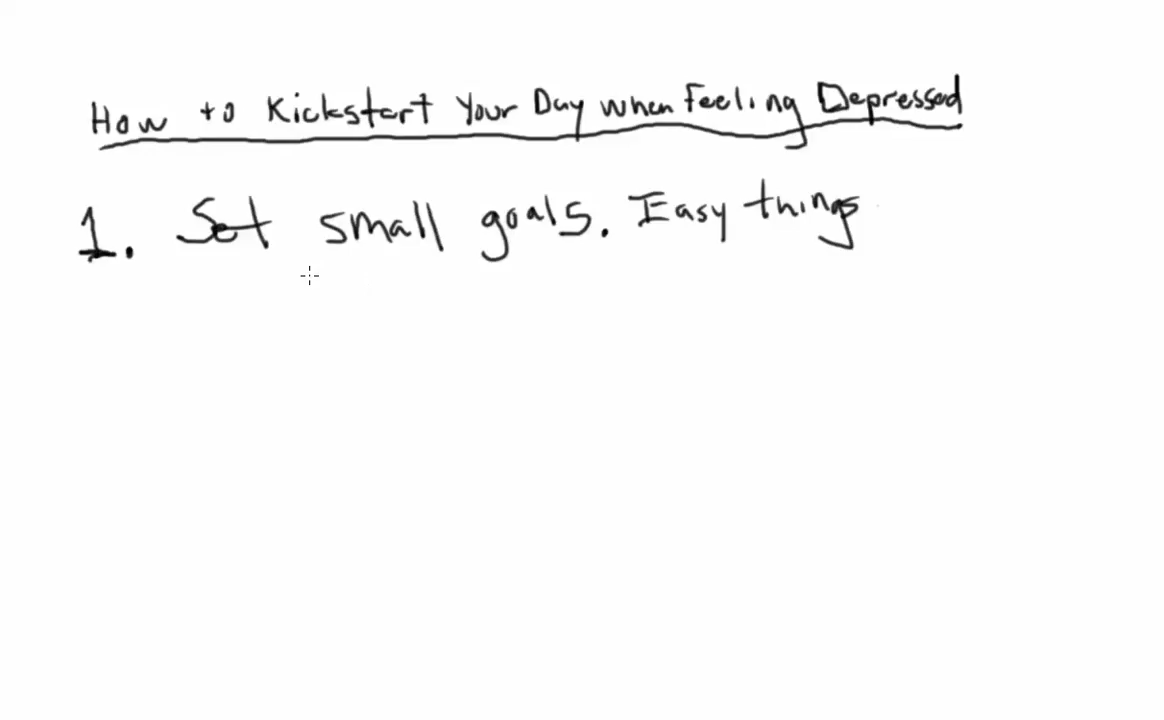 How to Kickstart Your Day when Feeling Depressed
1. Set small goals. Easy things